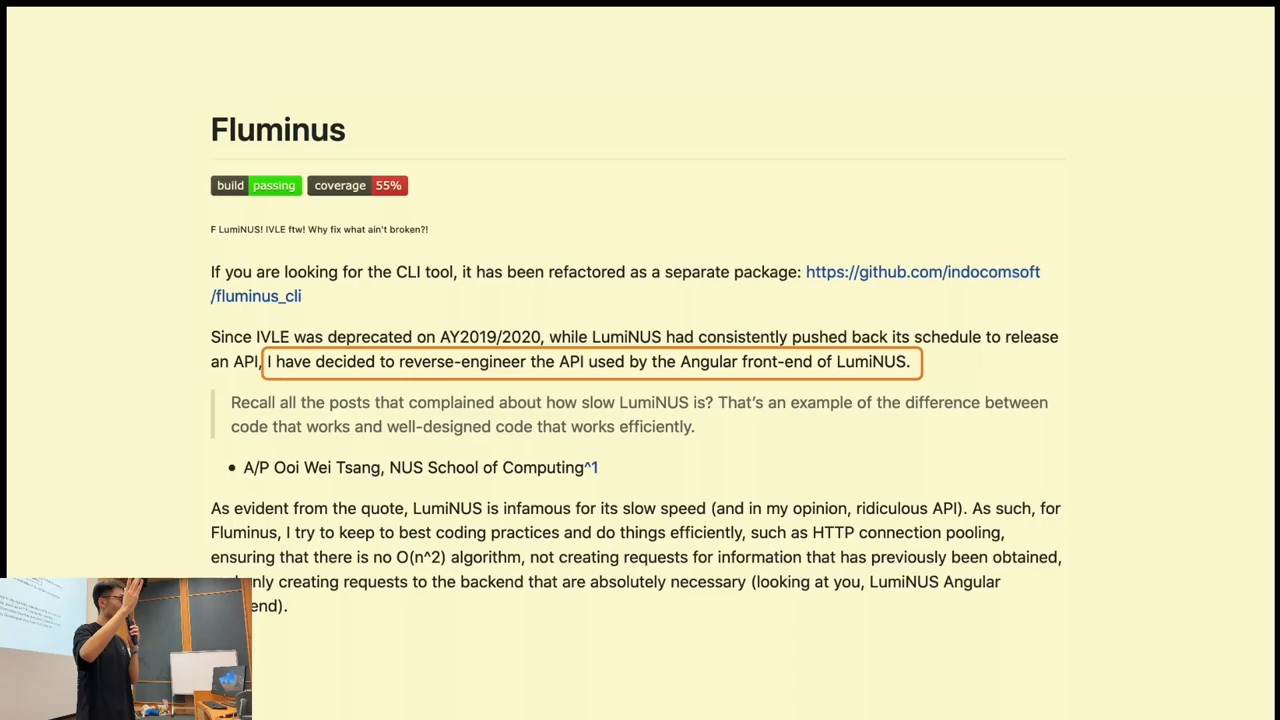 Fluminus
build passing coverage 55%
F LumiNUS! IVLE ftw! Why fix what ain't broken?!
If you are looking for the CLI tool, it has been refactored as a separate package: https://github.com/indocomsoft
/fluminus_cli
Since IVLE was deprecated on AY2019/2020, while LumiNUS had consistently pushed back its schedule to release
an API, I have decided to reverse-engineer the API used by the Angular front-end of LumiNUS.
Recall all the posts that complained about how slow LumiNUS is? That's an example of the difference between
code that works and well-designed code that works efficiently.
• A/P Ooi Wei Tsang, NUS School of Computing^1
As evident from the quote, LumiNUS is infamous for its slow speed (and in my opinion, ridiculous API). As such, for
Fluminus, I try to keep to best coding practices and do things efficiently, such as HTTP connection pooling,
ensuring that there is no O(n^2) algorithm, not creating requests for information that has previously been obtained,
only creating requests to the backend that are absolutely necessary (looking at you, LumiNUS Angular
end).